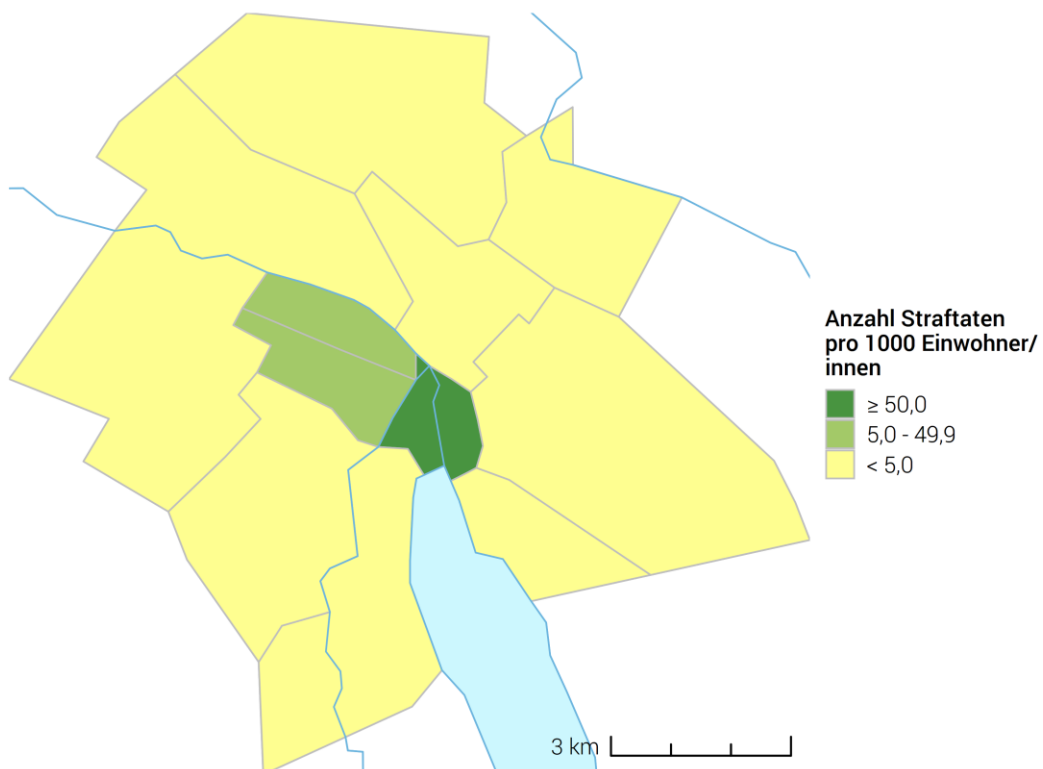 Anzahl Straftaten
pro 1000 Einwohner/
innen
≥ 50,0
5,0 - 49,9
< 5,0
3 km